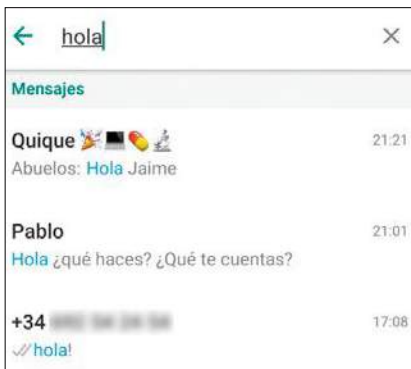 hola
Mensajes
Quique 🎉💻💊🔬 21:21
Abuelos: Hola Jaime
Pablo 21:01
Hola ¿qué haces? ¿Qué te cuentas?
+34 17:08
hola!